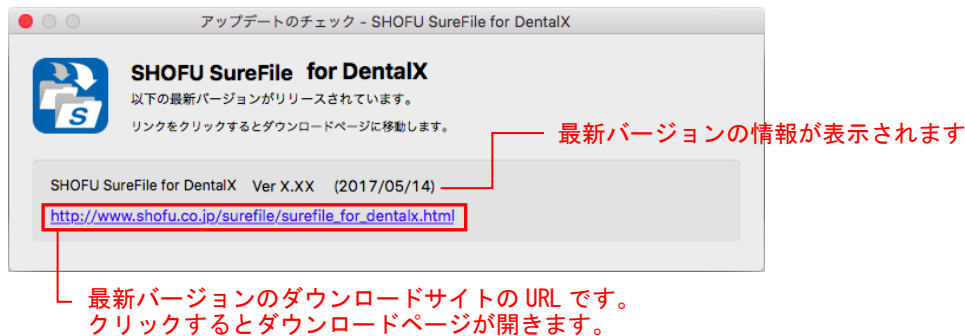 アップデートのチェック - SHOFU SureFile for DentalX
SHOFU SureFile for DentalX
以下の最新バージョンがリリースされています。
リンクをクリックするとダウンロードページに移動します。
最新バージョンの情報が表示されます
SHOFU SureFile for DentalX Ver X.XX (2017/05/14)
http://www.shofu.co.jp/surefile/surefile_for_dentalx.html
最新バージョンのダウンロードサイトの URL です。
クリックするとダウンロードページが開きます。
S